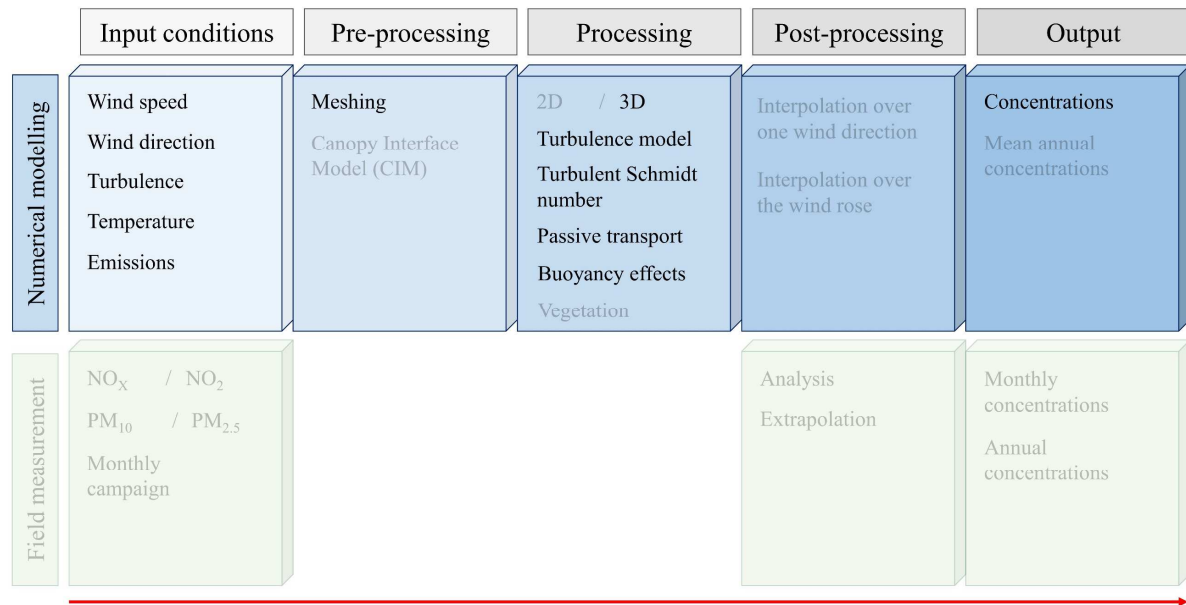 Input conditions
Pre-processing
Processing
Post-processing
Output
Numerical modelling
Wind speed
Wind direction
Turbulence
Temperature
Emissions
Meshing
Canopy Interface
Model (CIM)
2D / 3D
Turbulence model
Turbulent Schmidt
number
Passive transport
Buoyancy effects
Vegetation
Interpolation over
one wind direction
Interpolation over
the wind rose
Concentrations
Mean annual
concentrations
Field measurement
NOX / NO2
PM10 / PM2.5
Monthly
campaign
Analysis
Extrapolation
Monthly
concentrations
Annual
concentrations